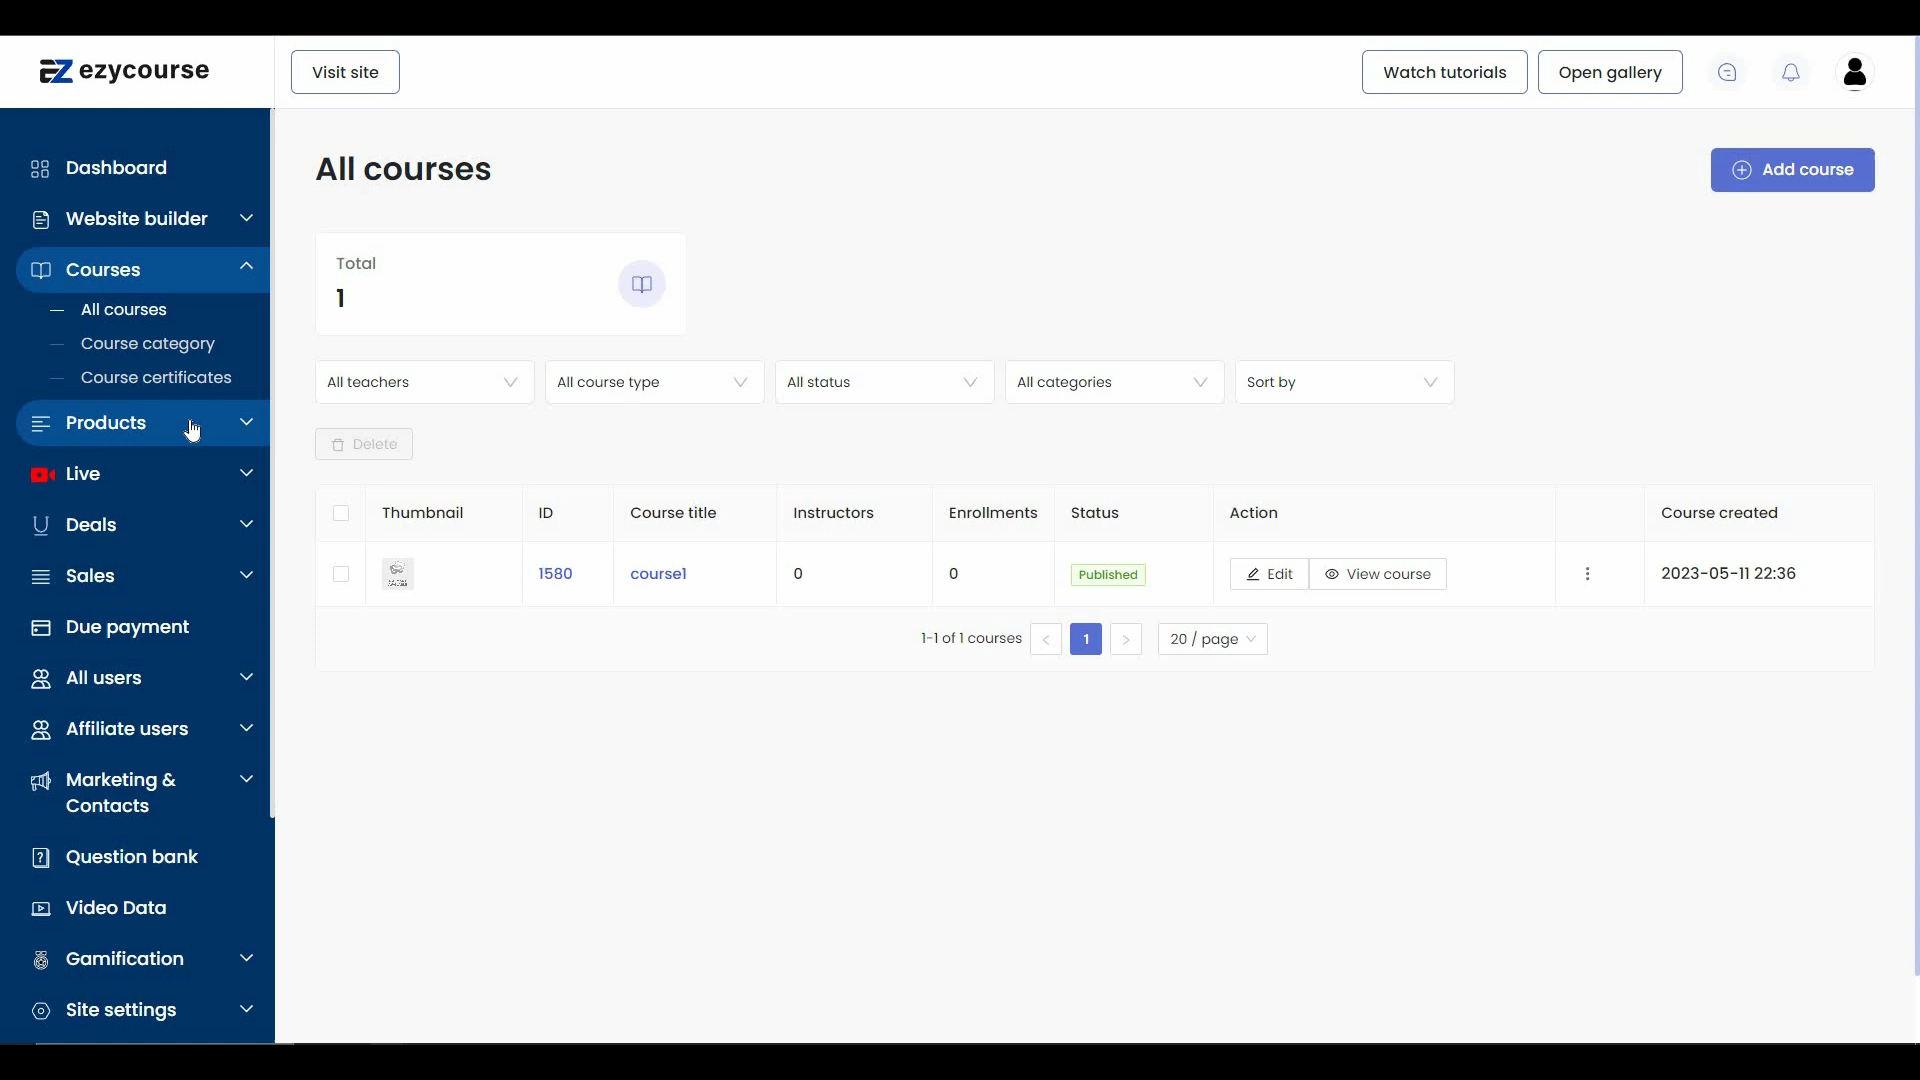 ezycourse
Visit site
Watch tutorials
Open gallery
Dashboard
Website builder
Courses
All courses
Course category
Course certificates
Products
Live
Deals
Sales
Due payment
All users
Affiliate users
Marketing &
Contacts
Question bank
Video Data
Gamification
Site settings
All courses
Add course
Total
1
All teachers
All course type
All status
All categories
Sort by
Delete
Thumbnail ID Course title Instructors Enrollments Status Action Course created
1580 course1 0 0 Published Edit View course 2023-05-11 22:36
1-1 of 1 courses < 1 > 20 / page